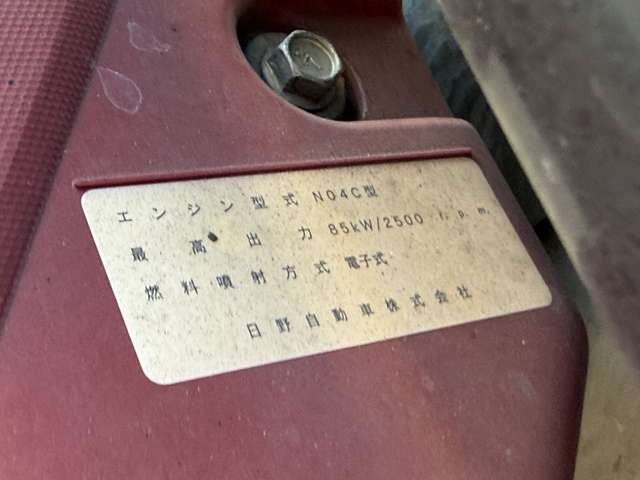 エンジン型式 N04C型
最高出力 85kW/2500 r.p.m.
燃料噴射方式 電子式
日野自動車株式会社